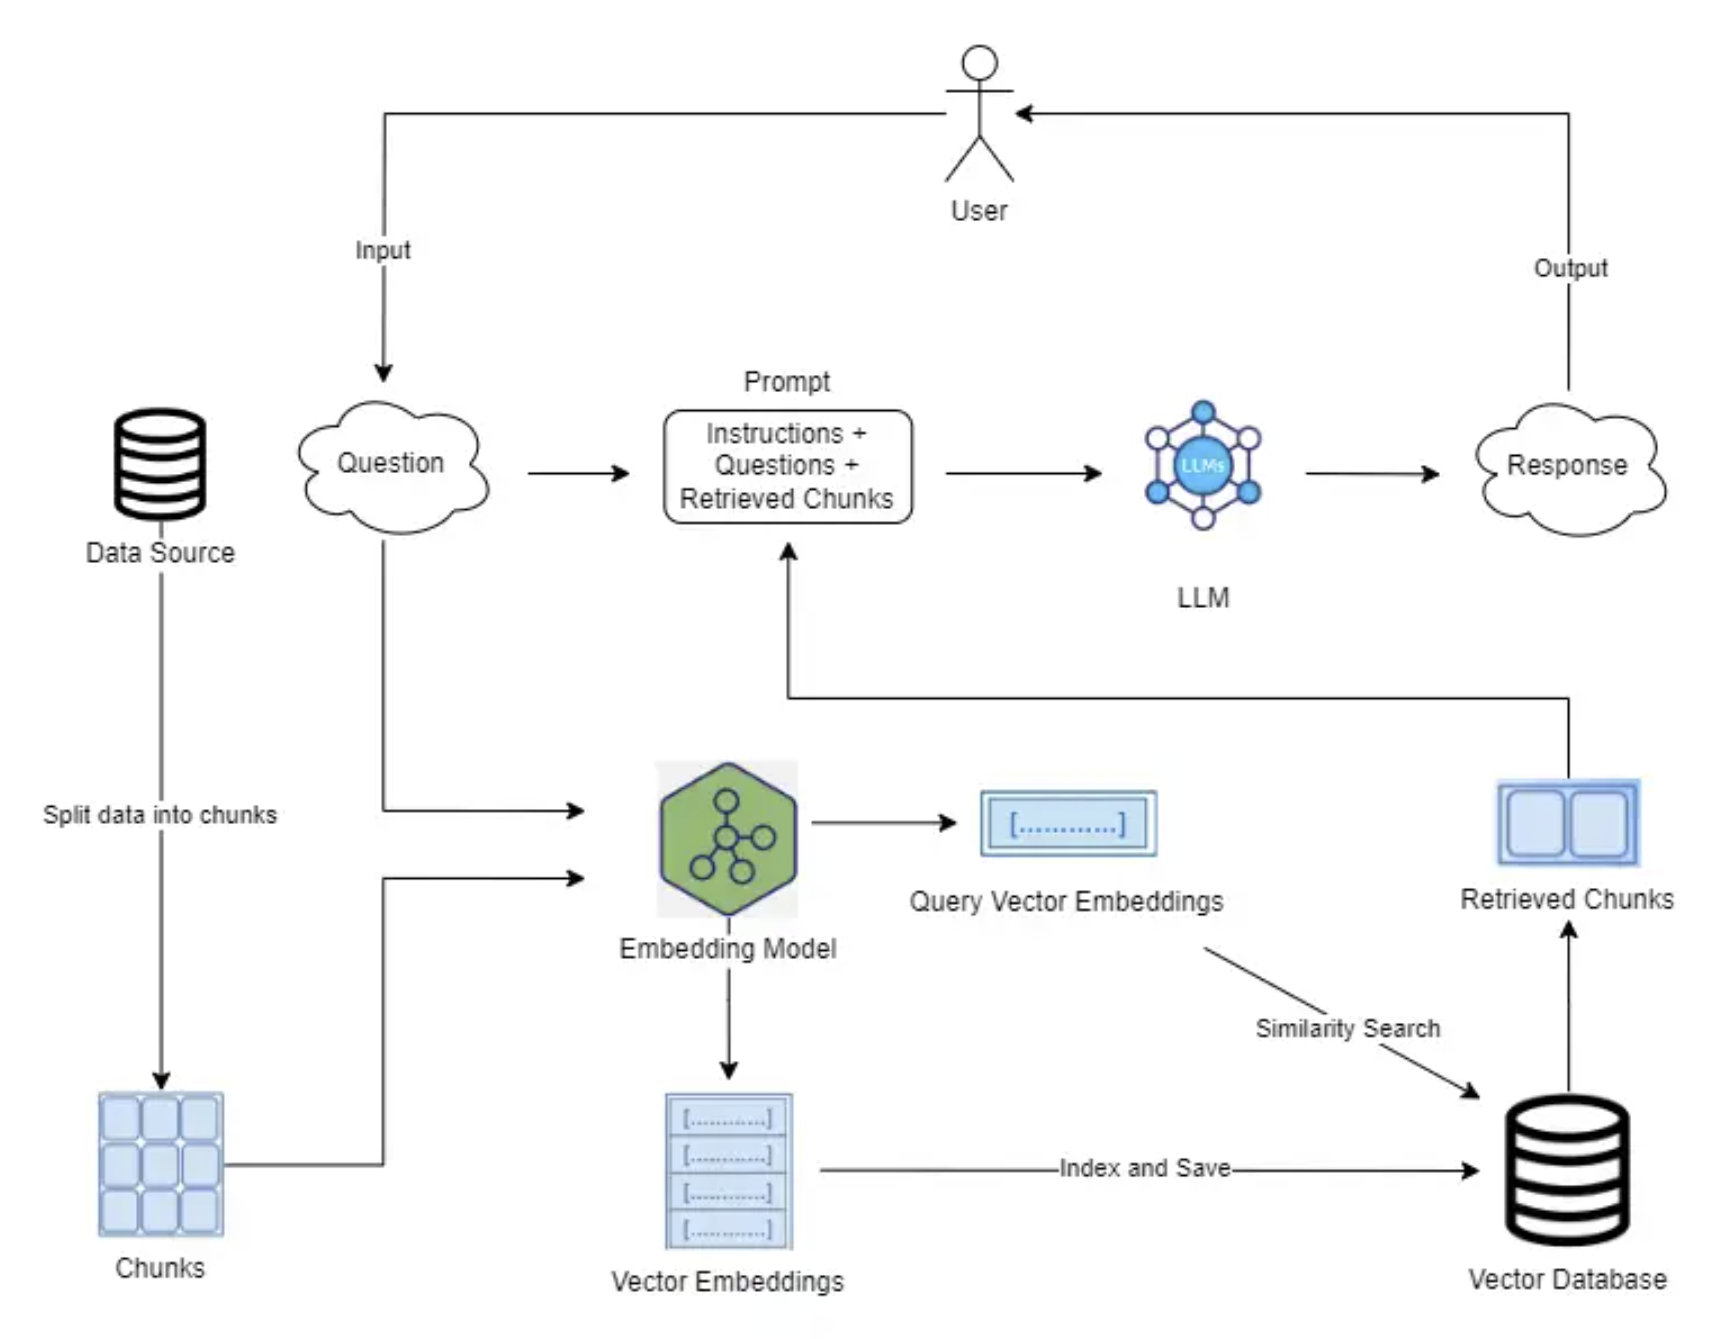 User
Input
Output
Prompt
Question
Instructions +
Questions +
Retrieved Chunks
LLMs
Response
Data Source
LLM
Split data into chunks
[............]
Query Vector Embeddings
Retrieved Chunks
Embedding Model
Similarity Search
[...........]
[...........]
[...........]
[...........]
Index and Save
Chunks
Vector Embeddings
Vector Database